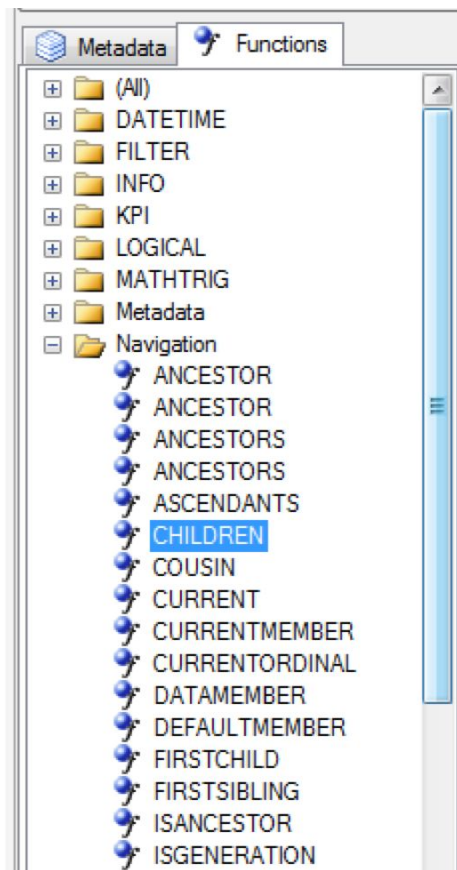 Metadata Functions
(All)
DATETIME
FILTER
INFO
KPI
LOGICAL
MATHTRIG
Metadata
Navigation
ANCESTOR
ANCESTOR
ANCESTORS
ANCESTORS
ASCENDANTS
CHILDREN
COUSIN
CURRENT
CURRENTMEMBER
CURRENTORDINAL
DATAMEMBER
DEFAULTMEMBER
FIRSTCHILD
FIRSTSIBLING
ISANCESTOR
ISGENERATION